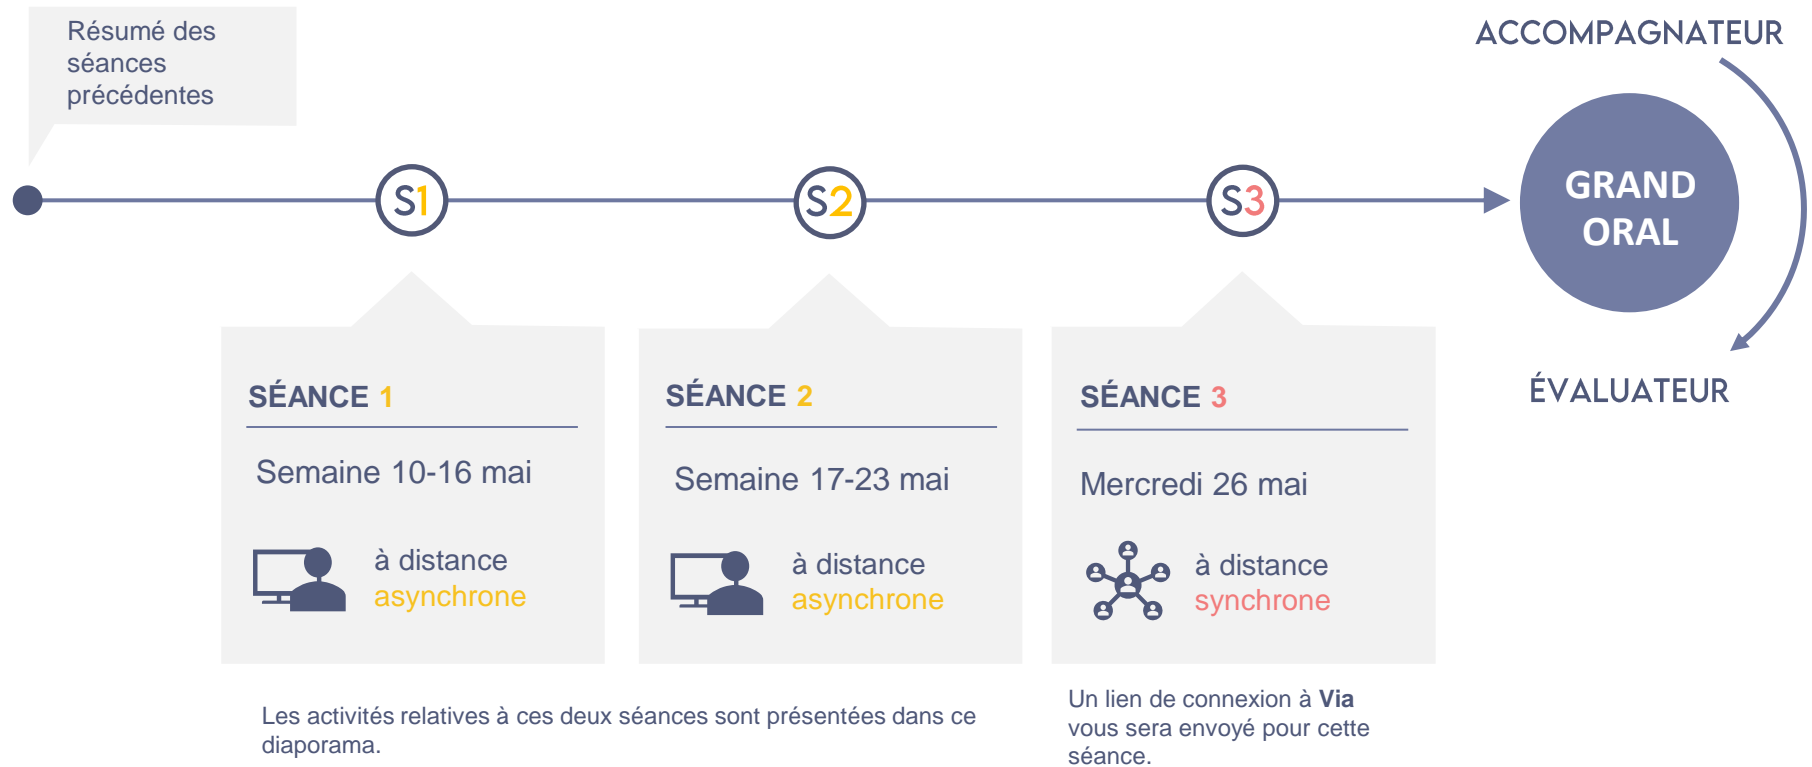 Résumé des
séances
précédentes
ACCOMPAGNATEUR
S1
S2
S3
GRAND
ORAL
ÉVALUATEUR
SÉANCE 1
Semaine 10-16 mai
à distance
asynchrone
SÉANCE 2
Semaine 17-23 mai
à distance
asynchrone
SÉANCE 3
Mercredi 26 mai
à distance
synchrone
Les activités relatives à ces deux séances sont présentées dans ce
diaporama.
Un lien de connexion à Via
vous sera envoyé pour cette
séance.